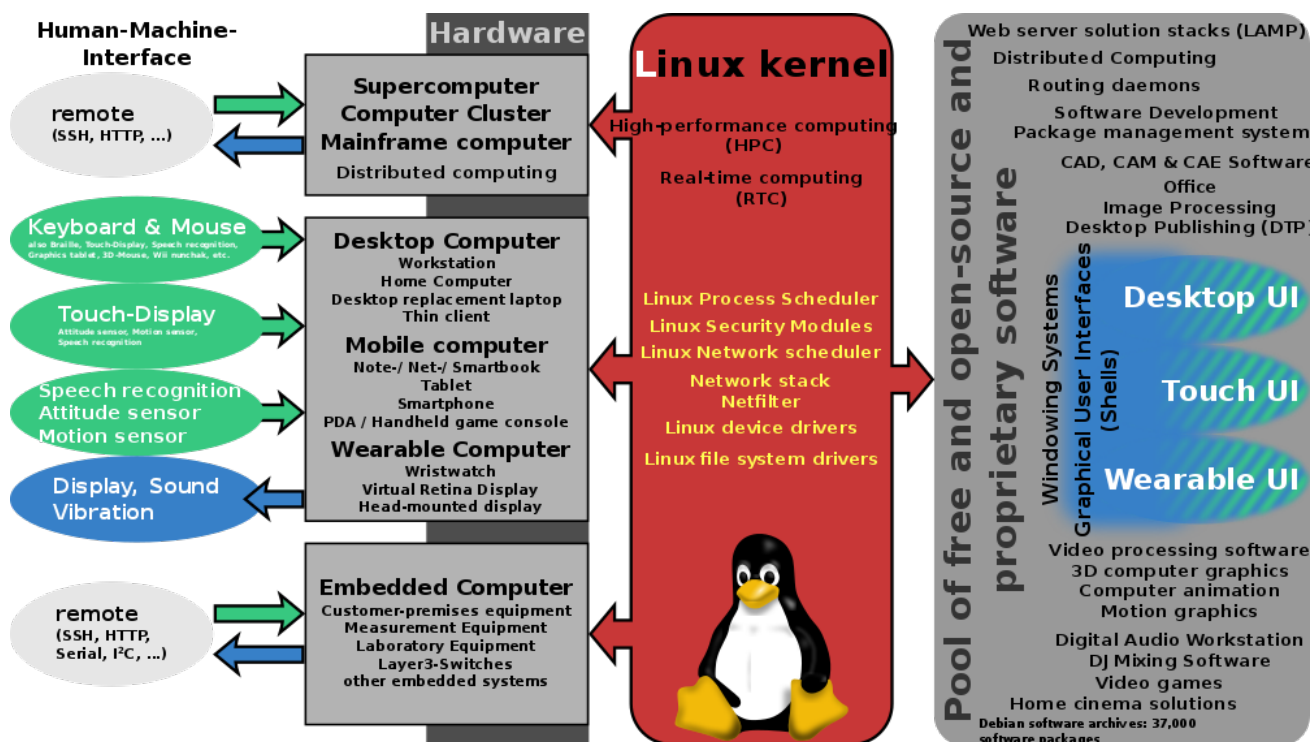 Human-Machine-
Interface
remote
(SSH, HTTP, ...)
Keyboard & Mouse
also Braille, Touch-Display, Speech recognition,
Graphics tablet, 3D-Mouse, Wii nunchak, etc.
Touch-Display
Attitude sensor, Motion sensor,
Speech recognition
Speech recognition
Attitude sensor
Motion sensor
Display, Sound
Vibration
remote
(SSH, HTTP,
Serial, I²C, ...)
Hardware
Supercomputer
Computer Cluster
Mainframe computer
Distributed computing
Desktop Computer
Workstation
Home Computer
Desktop replacement laptop
Thin client
Mobile computer
Note-/ Net-/ Smartbook
Tablet
Smartphone
PDA / Handheld game console
Wearable Computer
Wristwatch
Virtual Retina Display
Head-mounted display
Embedded Computer
Customer-premises equipment
Measurement Equipment
Laboratory Equipment
Layer3-Switches
other embedded systems
Linux kernel
High-performance computing
(HPC)
Real-time computing
(RTC)
Linux Process Scheduler
Linux Security Modules
Linux Network scheduler
Network stack
Netfilter
Linux device drivers
Linux file system drivers
Pool of free and open-source and
proprietary software
Web server solution stacks (LAMP)
Distributed Computing
Routing daemons
Software Development
Package management systems
CAD, CAM & CAE Software
Office
Image Processing
Desktop Publishing (DTP)
Windowing Systems
Graphical User Interfaces
(Shells)
Desktop UI
Touch UI
Wearable UI
Video processing software
3D computer graphics
Computer animation
Motion graphics
Digital Audio Workstation
DJ Mixing Software
Video games
Home cinema solutions
Debian software archives: 37,000
software packages